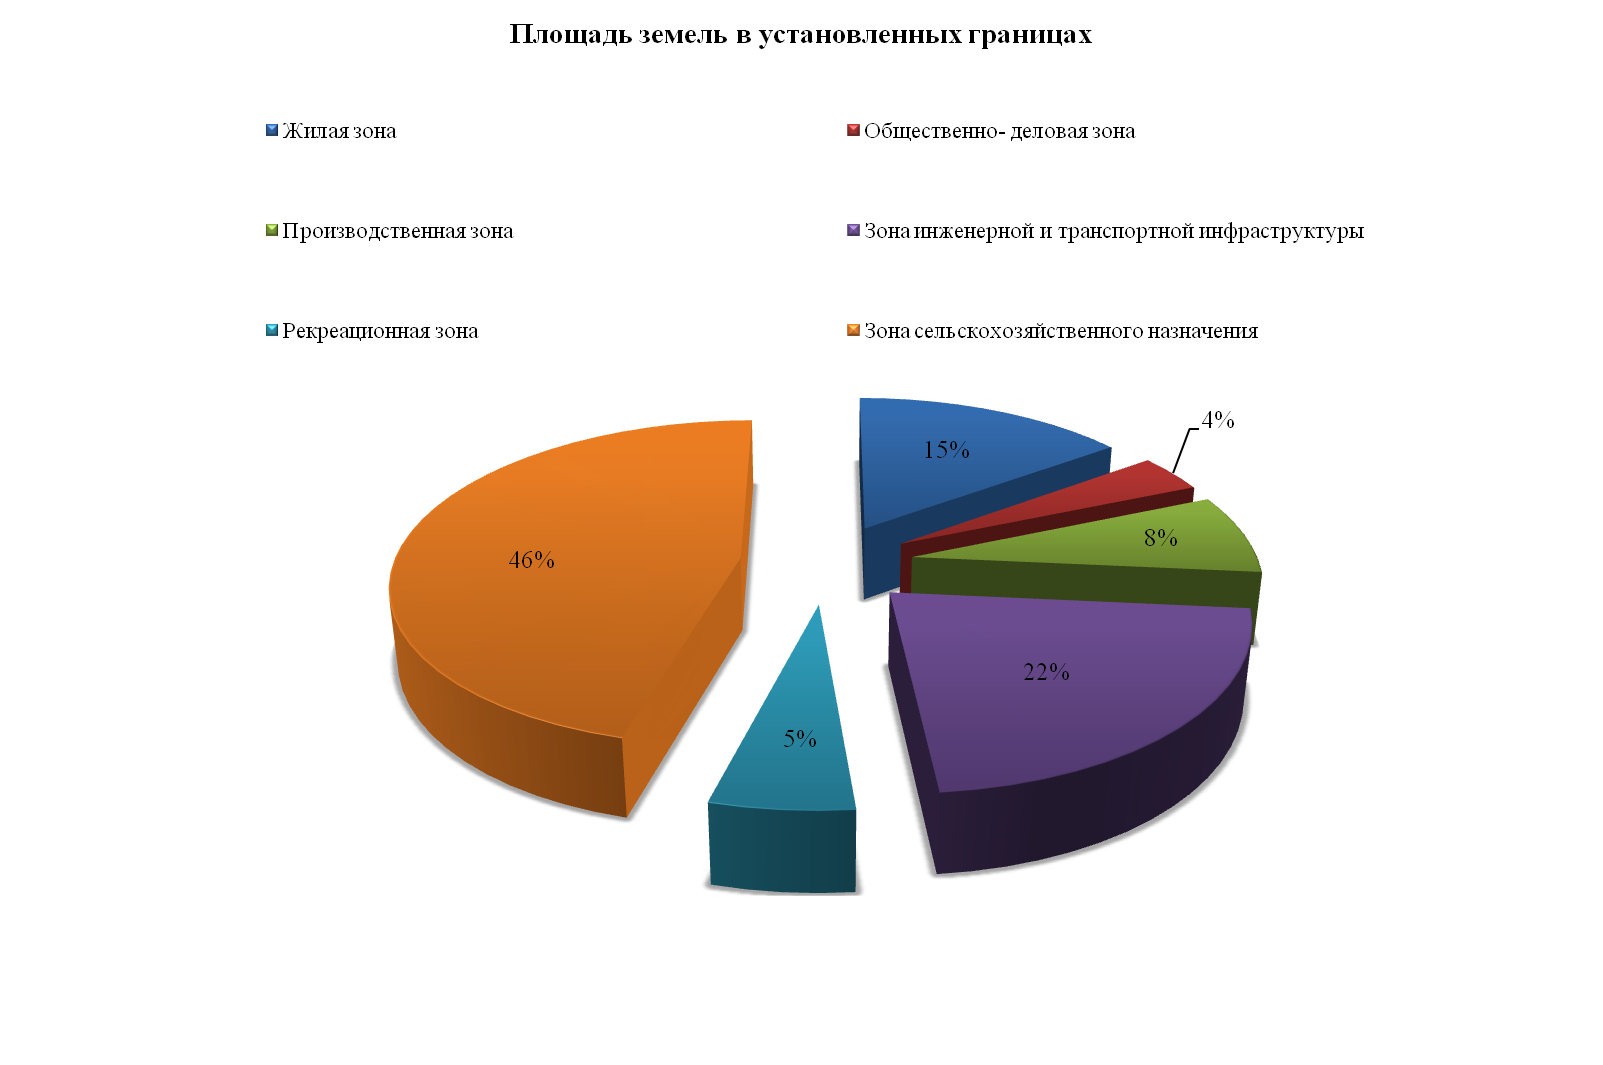 Площадь земель в установленных границах
Жилая зона
Общественно- деловая зона
Производственная зона
Зона инженерной и транспортной инфраструктуры
Рекреационная зона
Зона сельскохозяйственного назначения
4%
15%
8%
46%
22%
5%